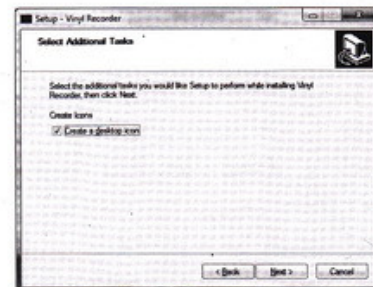 Setup - Vinyl Recorder
Select Additional Tasks
Select the additional tasks you would like Setup to perform while installing Vinyl
Recorder, then click Next.
Create Icons
Create a desktop icon
< Back
Next >
Cancel